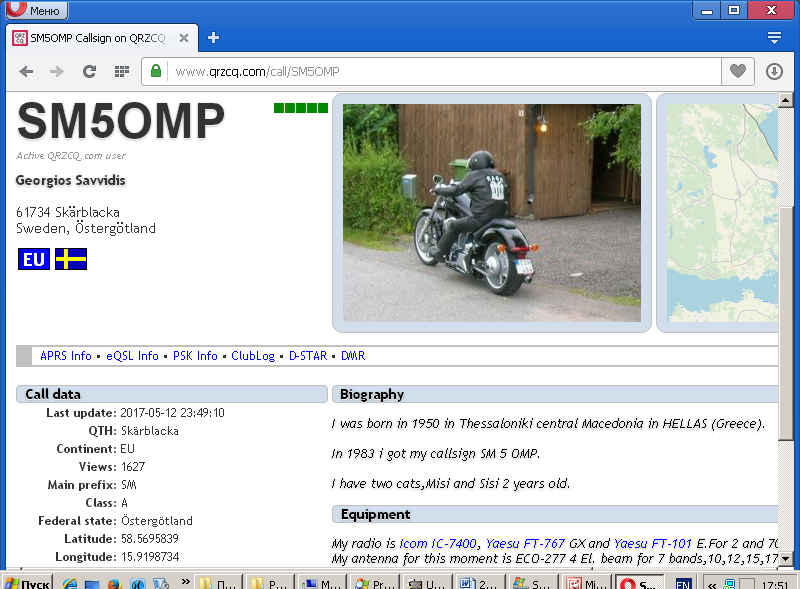 Меню
SM5OMP Callsign on QRZCQ
www.qrzcq.com/call/SM5OMP
SM5OMP
Active QRZCQ.com user
Georgios Savvidis
61734 Skärblacka
Sweden, Östergötland
EU
APRS Info • eQSL Info • PSK Info • ClubLog • D-STAR • DMR
Call data
Last update: 2017-05-12 23:49:10
QTH: Skärblacka
Continent: EU
Views: 1627
Main prefix: SM
Class: A
Federal state: Östergötland
Latitude: 58.5695839
Longitude: 15.9198734
Biography
I was born in 1950 in Thessaloniki central Macedonia in HELLAS (Greece).
In 1983 i got my callsign SM 5 OMP.
I have two cats,Misi and Sisi 2 years old.
Equipment
My radio is Icom IC-7400, Yaesu FT-767 GX and Yaesu FT-101 E.For 2 and 70
My antenna for this moment is ECO-277 4 El. beam for 7 bands,10,12,15,17
Пуск » П... P... M... Pr... U... 2... S... Mi... S... EN « 17:51